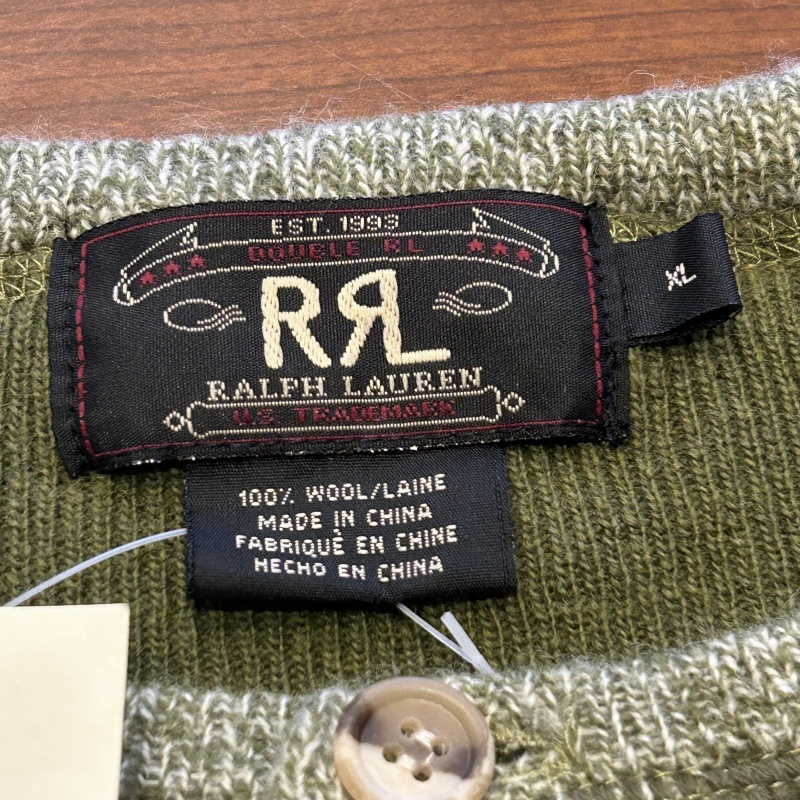 EST. 1993
DOUBLE RL
RRL
RALPH LAUREN
U.S. TRADEMARK
XL
100% WOOL/LAINE
MADE IN CHINA
FABRIQUÉ EN CHINE
HECHO EN CHINA